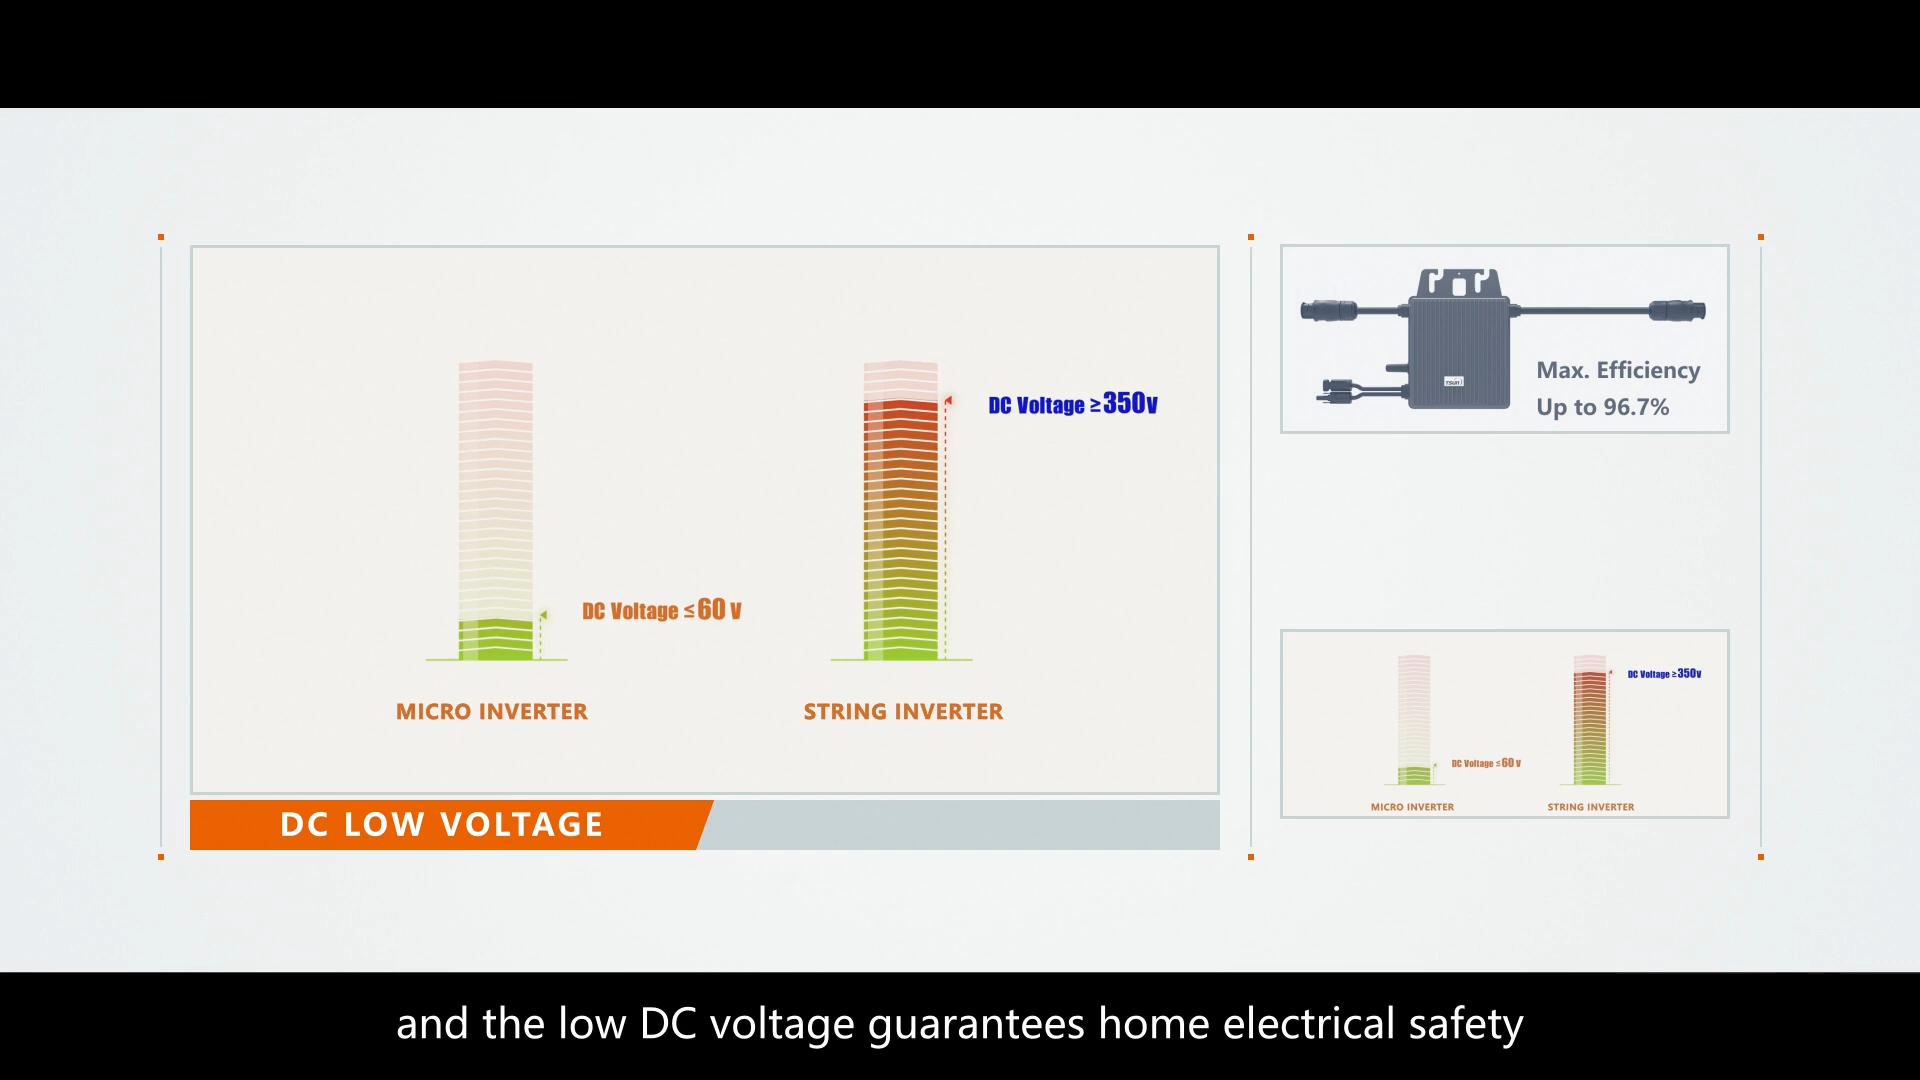 DC Voltage ≥350V
DC Voltage ≤60 V
MICRO INVERTER
STRING INVERTER
DC LOW VOLTAGE
TSUN
Max. Efficiency
Up to 96.7%
DC Voltage ≥350V
DC Voltage ≤60 V
MICRO INVERTER
STRING INVERTER
and the low DC voltage guarantees home electrical safety